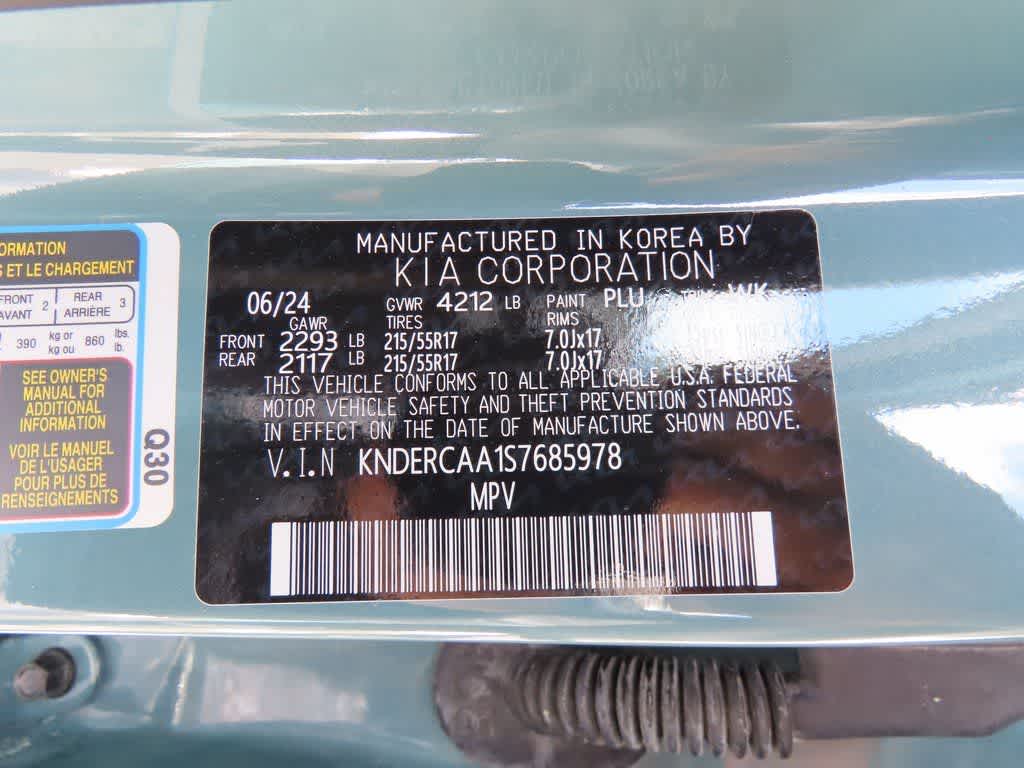 MANUFACTURED IN KOREA BY
KIA CORPORATION
06/24 GVWR 4212 LB PAINT PLU WK
GAWR TIRES RIMS
FRONT 2293 LB 215/55R17 7.0Jx17
REAR 2117 LB 215/55R17 7.0Jx17
THIS VEHICLE CONFORMS TO ALL APPLICABLE U.S.A. FEDERAL
MOTOR VEHICLE SAFETY AND THEFT PREVENTION STANDARDS
IN EFFECT ON THE DATE OF MANUFACTURE SHOWN ABOVE.
V.I.N KNDERCAA1S7685978
MPV
ORMATION
S ET LE CHARGEMENT
FRONT 2 REAR 3
AVANT ARRIÈRE
390 kg or 860 lbs.
kg ou lb.
SEE OWNER'S
MANUAL FOR
ADDITIONAL
INFORMATION
VOIR LE MANUEL
DE L'USAGER
POUR PLUS DE
RENSEIGNEMENTS
Q30